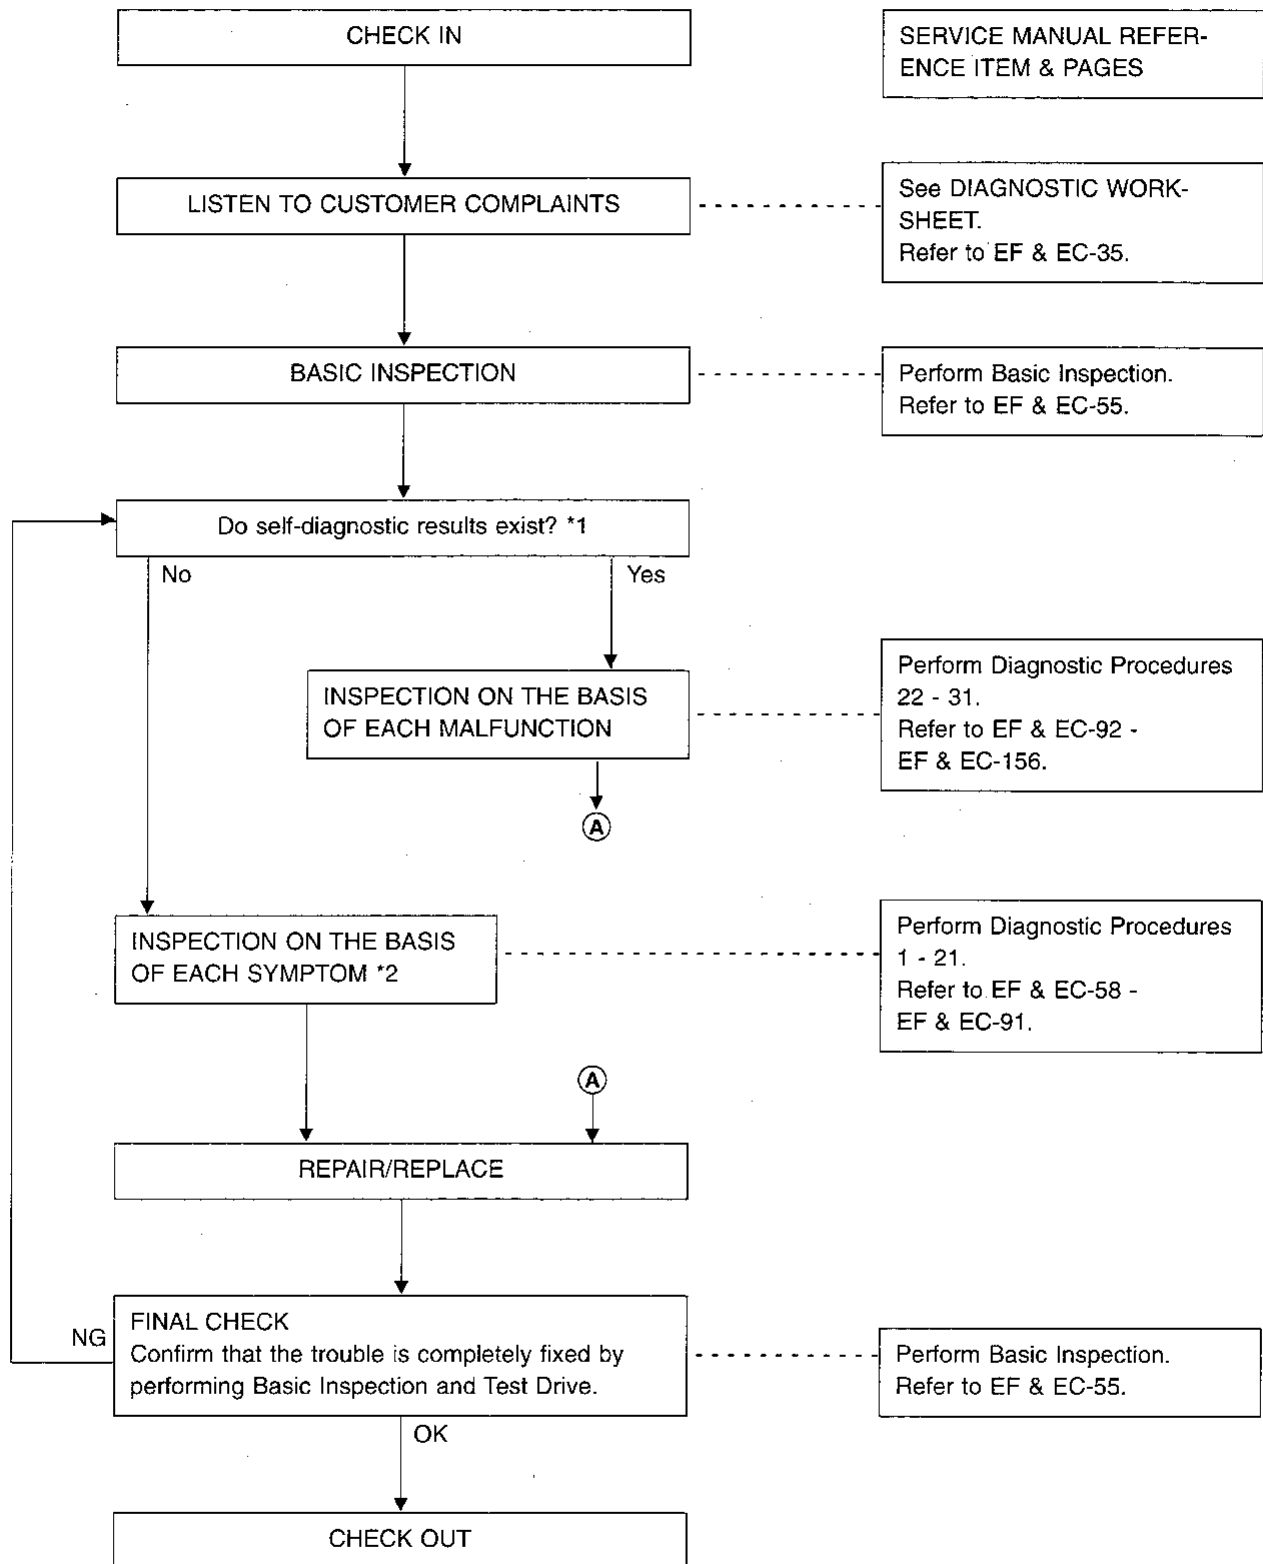 CHECK IN
SERVICE MANUAL REFER-
ENCE ITEM & PAGES
LISTEN TO CUSTOMER COMPLAINTS
See DIAGNOSTIC WORK-
SHEET.
Refer to EF & EC-35.
BASIC INSPECTION
Perform Basic Inspection.
Refer to EF & EC-55.
Do self-diagnostic results exist? *1
No
Yes
INSPECTION ON THE BASIS
OF EACH MALFUNCTION
Perform Diagnostic Procedures
22 - 31.
Refer to EF & EC-92 -
EF & EC-156.
A
INSPECTION ON THE BASIS
OF EACH SYMPTOM *2
Perform Diagnostic Procedures
1 - 21.
Refer to EF & EC-58 -
EF & EC-91.
A
REPAIR/REPLACE
NG
FINAL CHECK
Confirm that the trouble is completely fixed by
performing Basic Inspection and Test Drive.
Perform Basic Inspection.
Refer to EF & EC-55.
OK
CHECK OUT